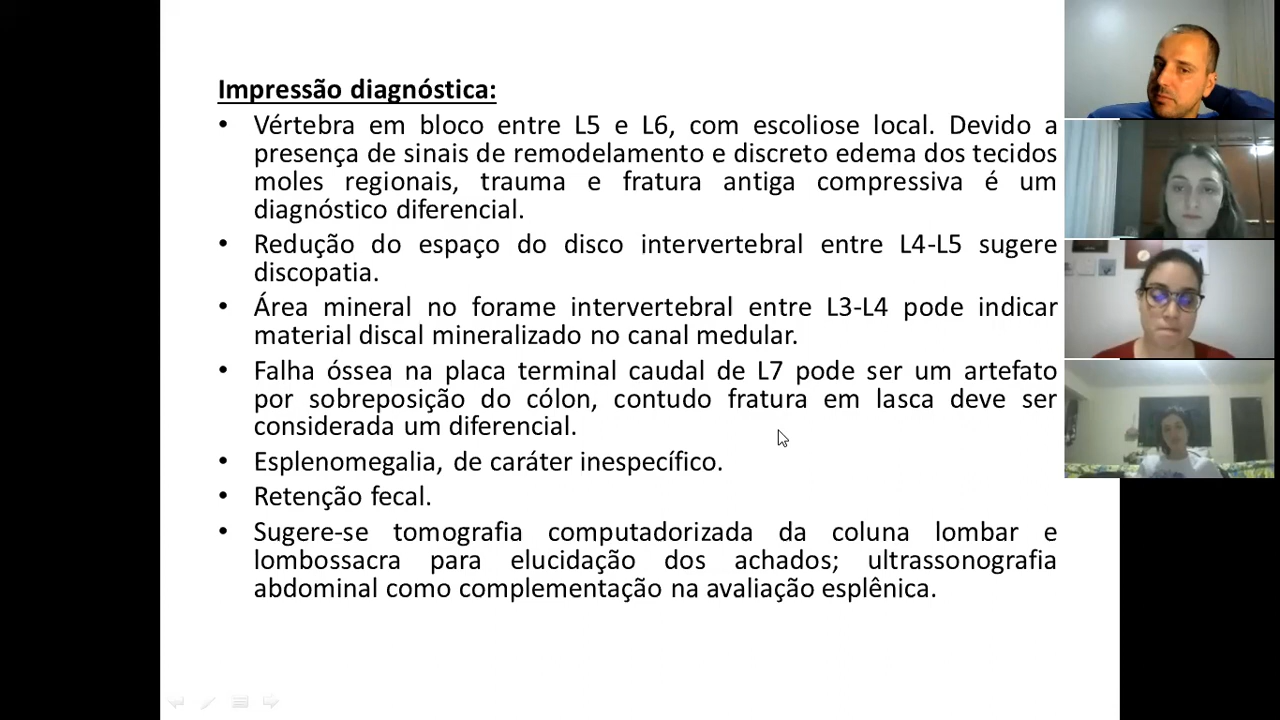 Impressão diagnóstica:
• Vértebra em bloco entre L5 e L6, com escoliose local. Devido a
presença de sinais de remodelamento e discreto edema dos tecidos
moles regionais, trauma e fratura antiga compressiva é um
diagnóstico diferencial.
• Redução do espaço do disco intervertebral entre L4-L5 sugere
discopatia.
• Área mineral no forame intervertebral entre L3-L4 pode indicar
material discal mineralizado no canal medular.
• Falha óssea na placa terminal caudal de L7 pode ser um artefato
por sobreposição do cólon, contudo fratura em lasca deve ser
considerada um diferencial.
• Esplenomegalia, de caráter inespecífico.
• Retenção fecal.
• Sugere-se tomografia computadorizada da coluna lombar e
lombossacra para elucidação dos achados; ultrassonografia
abdominal como complementação na avaliação esplênica.